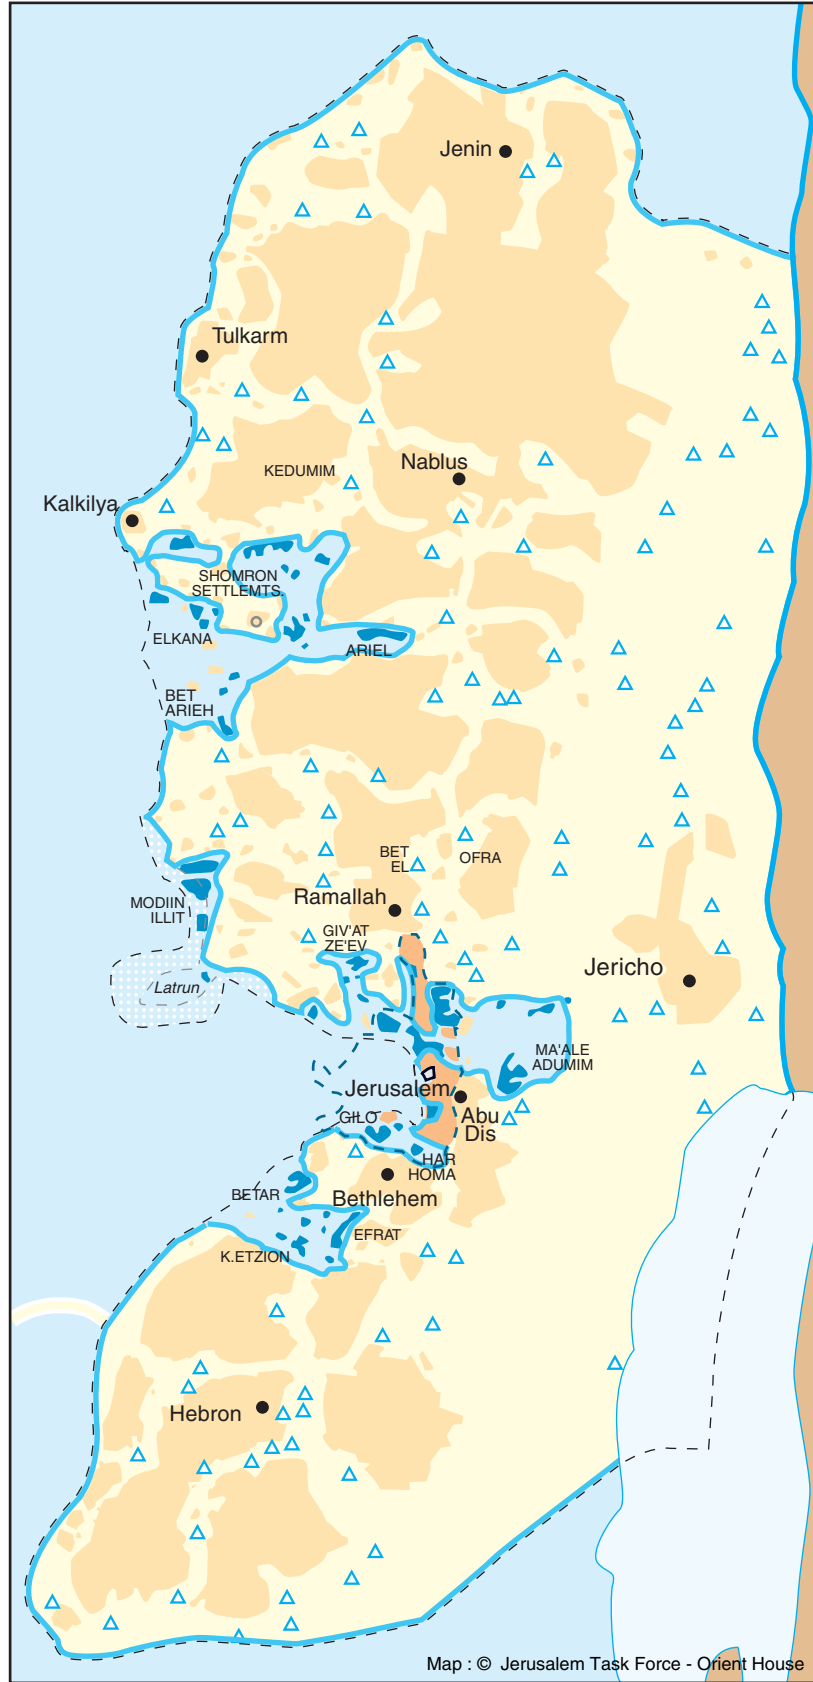 Jenin
Tulkarm
Nablus
KEDUMIM
Kalkilya
SHOMRON
SETTLEMTS.
ELKANA
ARIEL
BET
ARIEH
BET
EL
OFRA
Ramallah
MODIIN
ILLIT
GIV'AT
ZE'EV
Jericho
Latrun
MA'ALE
ADUMIM
Jerusalem
GILO
Abu
Dis
HAR
HOMA
BETAR
Bethlehem
EFRAT
K.ETZION
Hebron
Map : © Jerusalem Task Force - Orient House